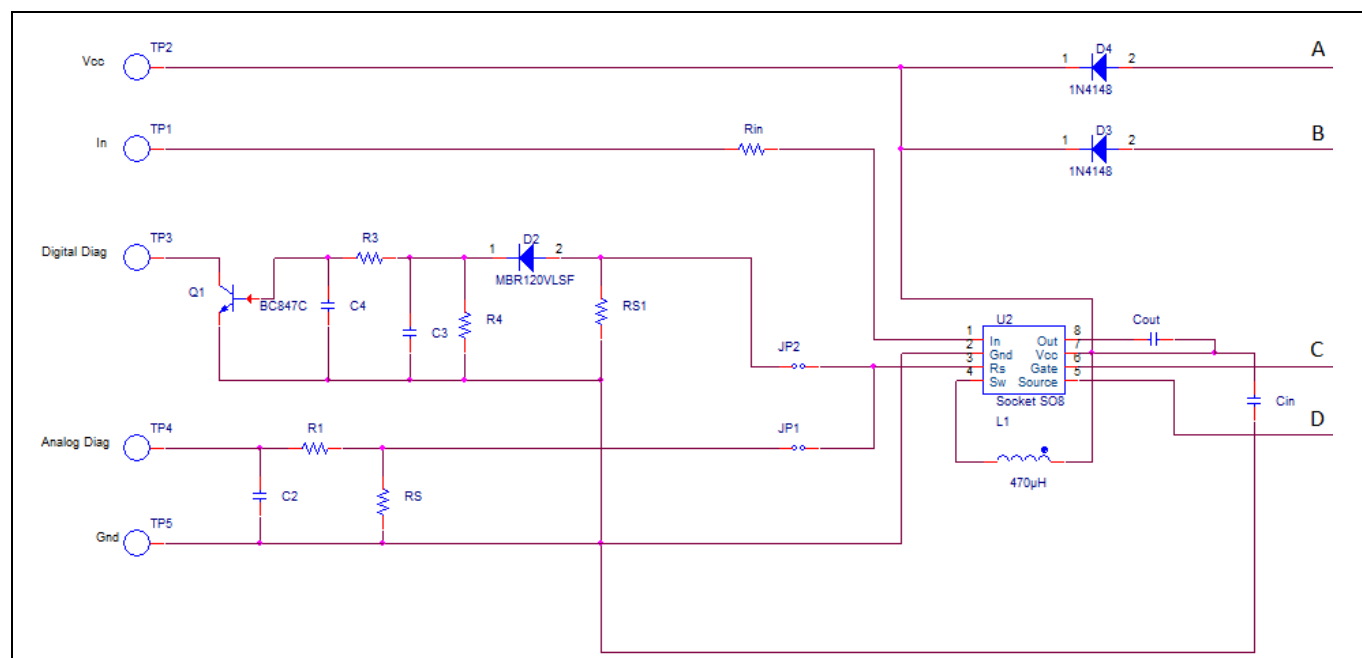 TP2
Vcc
D4
1 2
1N4148
A
TP1
In
Rin
D3
1 2
1N4148
B
TP3
Digital Diag
R3
D2
1 2
MBR120VLSF
Q1
BC847C
C4
C3
R4
RS1
JP2
U2
1 In Out 8
2 Gnd Vcc 7
3 Rs Gate 6
4 Sw Source 5
Socket SO8
Cout
C
Cin
D
L1
470µH
TP4
Analog Diag
R1
JP1
C2
RS
TP5
Gnd